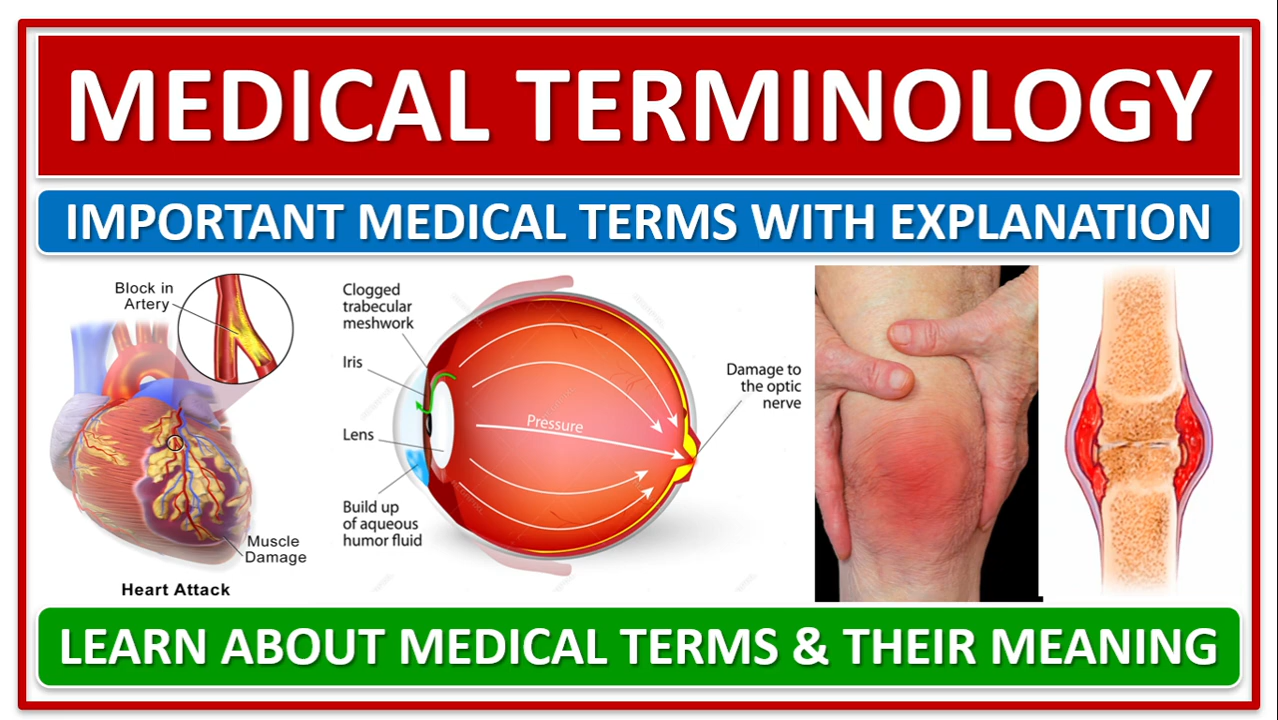 MEDICAL TERMINOLOGY
IMPORTANT MEDICAL TERMS WITH EXPLANATION
Block in
Artery
Muscle
Damage
Heart Attack
Clogged
trabecular
meshwork
Iris
Lens
Build up
of aqueous
humor fluid
Pressure
Damage to
the optic
nerve
LEARN ABOUT MEDICAL TERMS & THEIR MEANING